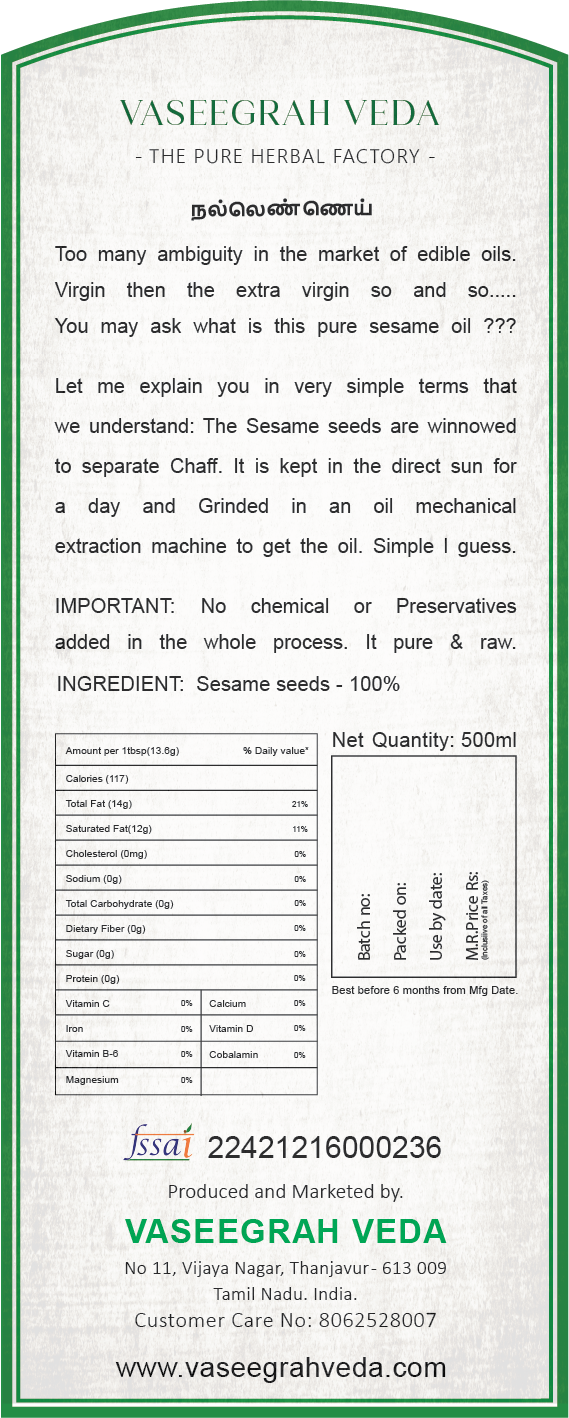 VASEEGRAH VEDA
- THE PURE HERBAL FACTORY -
நல்லெண்ணெய்
Too many ambiguity in the market of edible oils.
Virgin then the extra virgin so and so.....
You may ask what is this pure sesame oil ???
Let me explain you in very simple terms that
we understand: The Sesame seeds are winnowed
to separate Chaff. It is kept in the direct sun for
a day and Grinded in an oil mechanical
extraction machine to get the oil. Simple I guess.
IMPORTANT: No chemical or Preservatives
added in the whole process. It pure & raw.
INGREDIENT: Sesame seeds - 100%
Amount per 1tbsp(13.6g) % Daily value*
Calories (117)
Total Fat (14g) 21%
Saturated Fat(12g) 11%
Cholesterol (0mg) 0%
Sodium (0g) 0%
Total Carbohydrate (0g) 0%
Dietary Fiber (0g) 0%
Sugar (0g) 0%
Protein (0g) 0%
Vitamin C 0% Calcium 0%
Iron 0% Vitamin D 0%
Vitamin B-6 0% Cobalamin 0%
Magnesium 0%
Net Quantity: 500ml
Batch no:
Packed on:
Use by date:
M.R.Price Rs:
(Inclusiive of all Taxes)
Best before 6 months from Mfg Date.
fssai 22421216000236
Produced and Marketed by.
VASEEGRAH VEDA
No 11, Vijaya Nagar, Thanjavur- 613 009
Tamil Nadu. India.
Customer Care No: 8062528007
www.vaseegrahveda.com